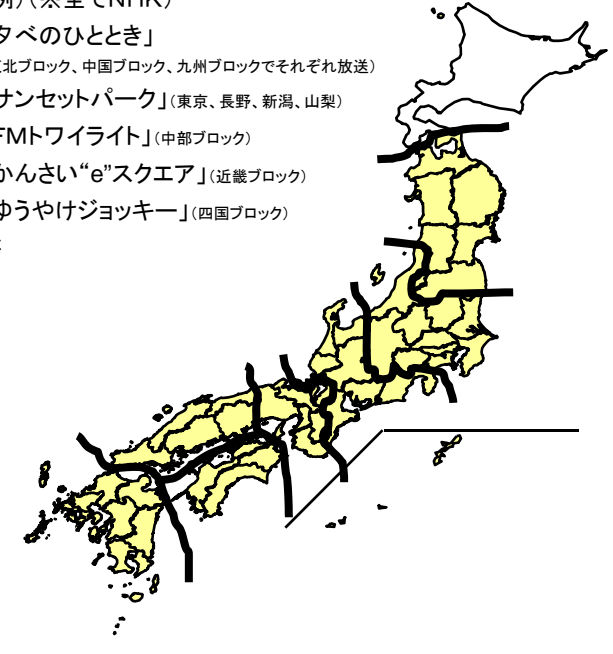 例）（※全てNHK）
夕べのひととき」
北ブロック、中国ブロック、九州ブロックでそれぞれ放送）
サンセットパーク」（東京、長野、新潟、山梨）
FMトワイライト」（中部ブロック）
かんさい“e”スクエア」（近畿ブロック）
ゆうやけジョッキー」（四国ブロック）